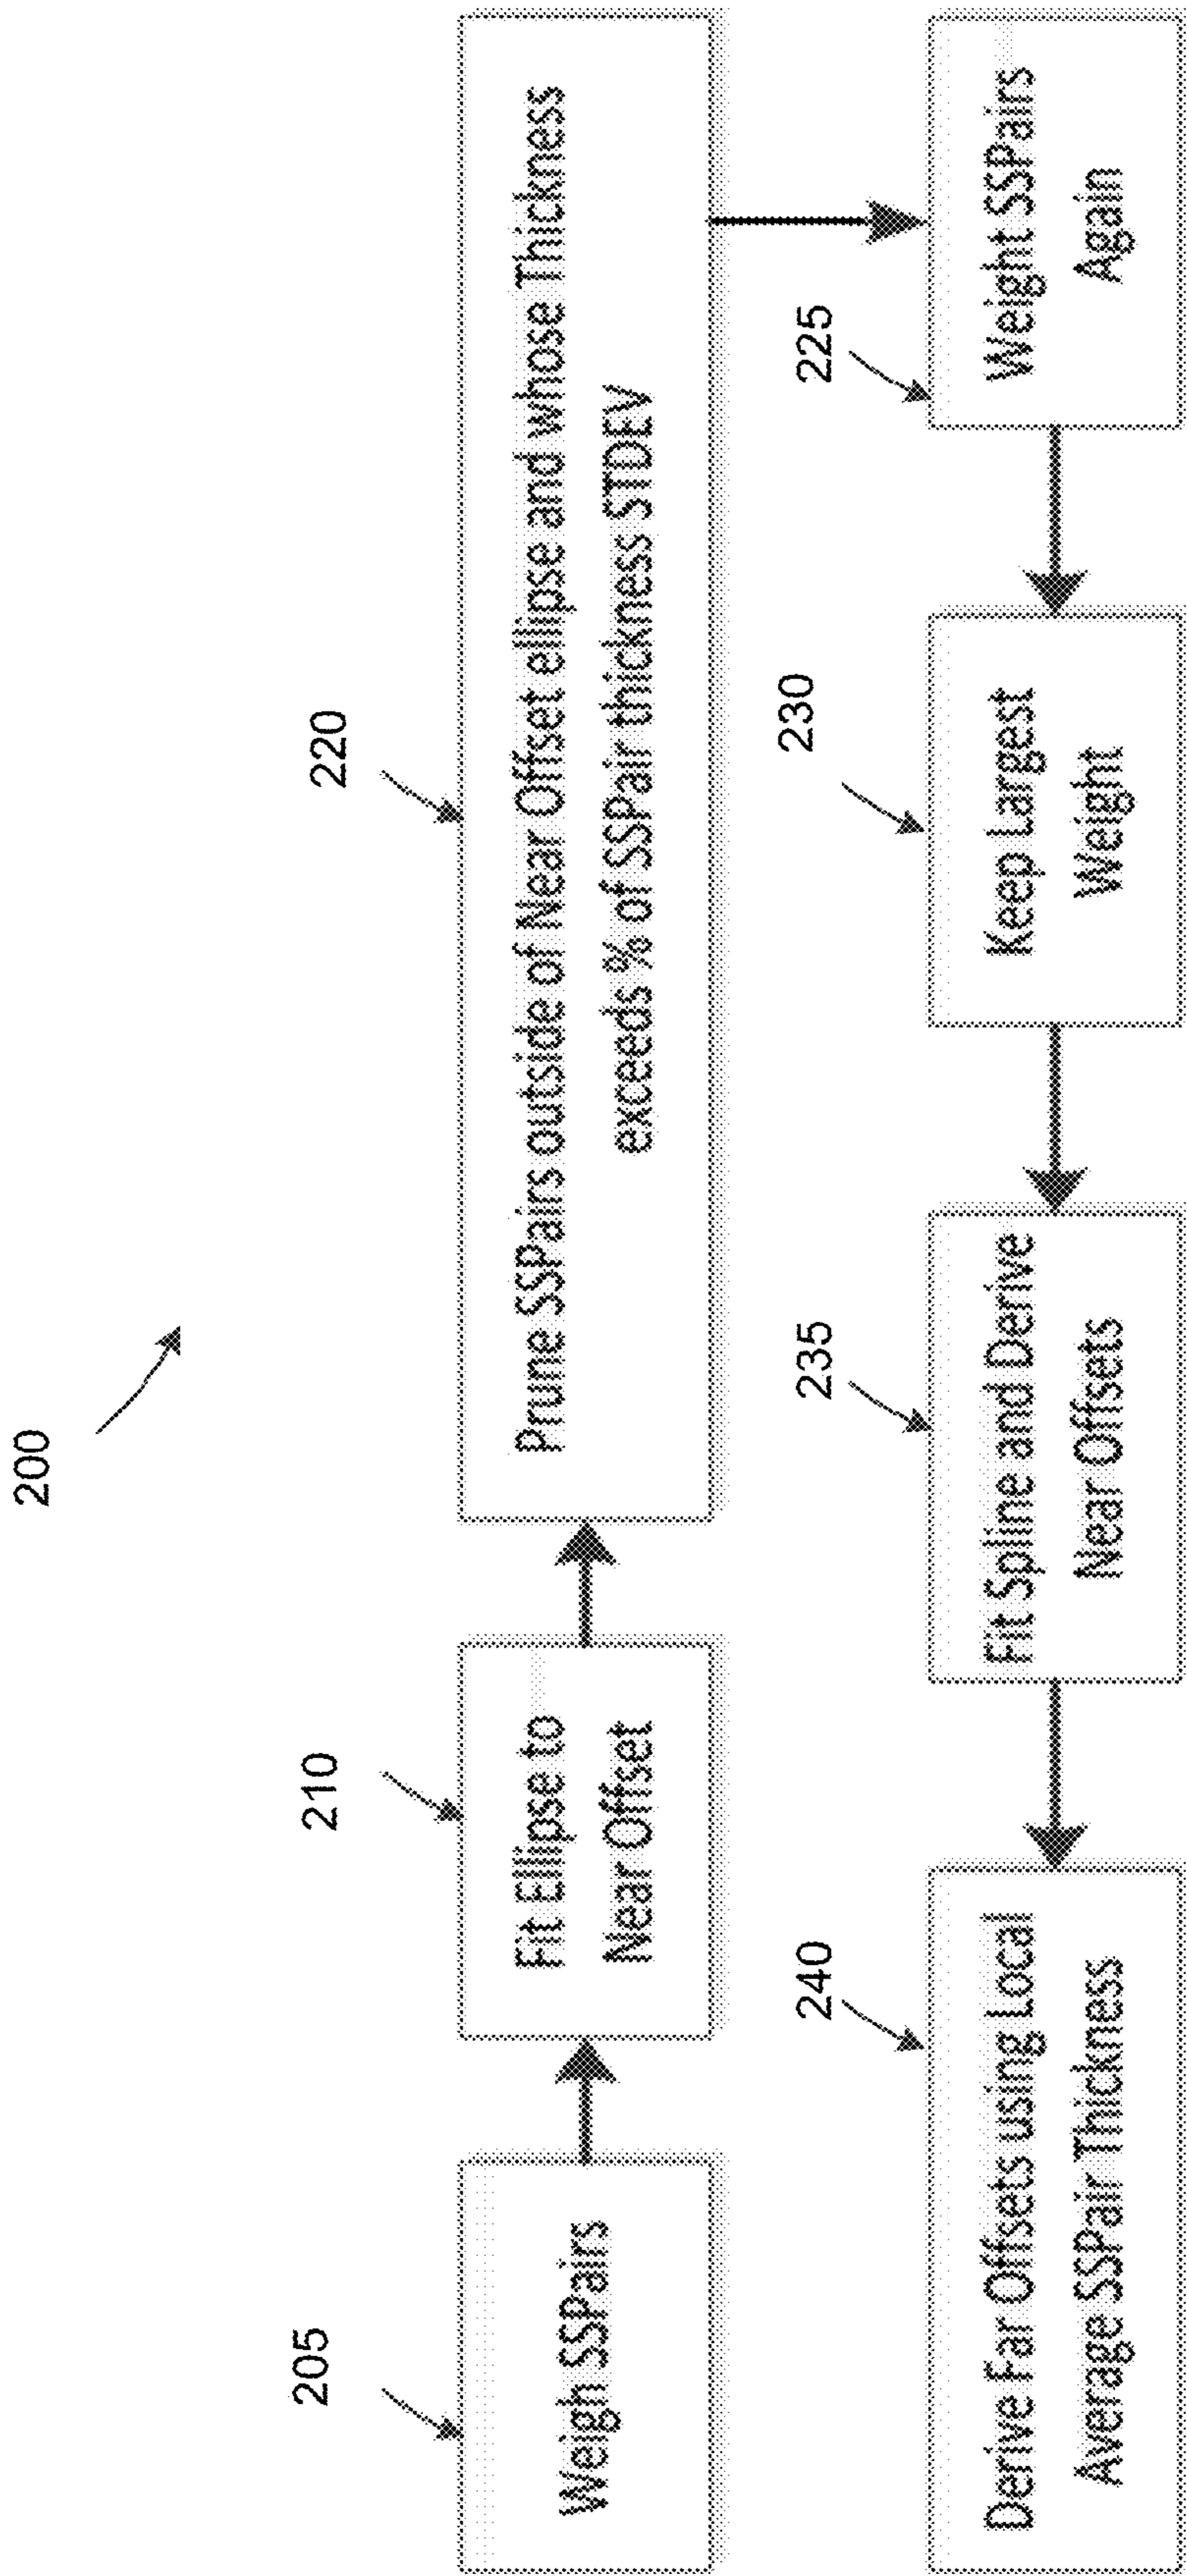 200
205
Weigh SSPairs
210
Fit Ellipse to
Near Offset
220
Prune SSPairs outside of Near Offset ellipse and whose Thickness
exceeds % of SSPair thickness STDEV
225
Weight SSPairs
Again
230
Keep Largest
Weight
235
Fit Spline and Derive
Near Offsets
240
Derive Far Offsets using Local
Average SSPair Thickness